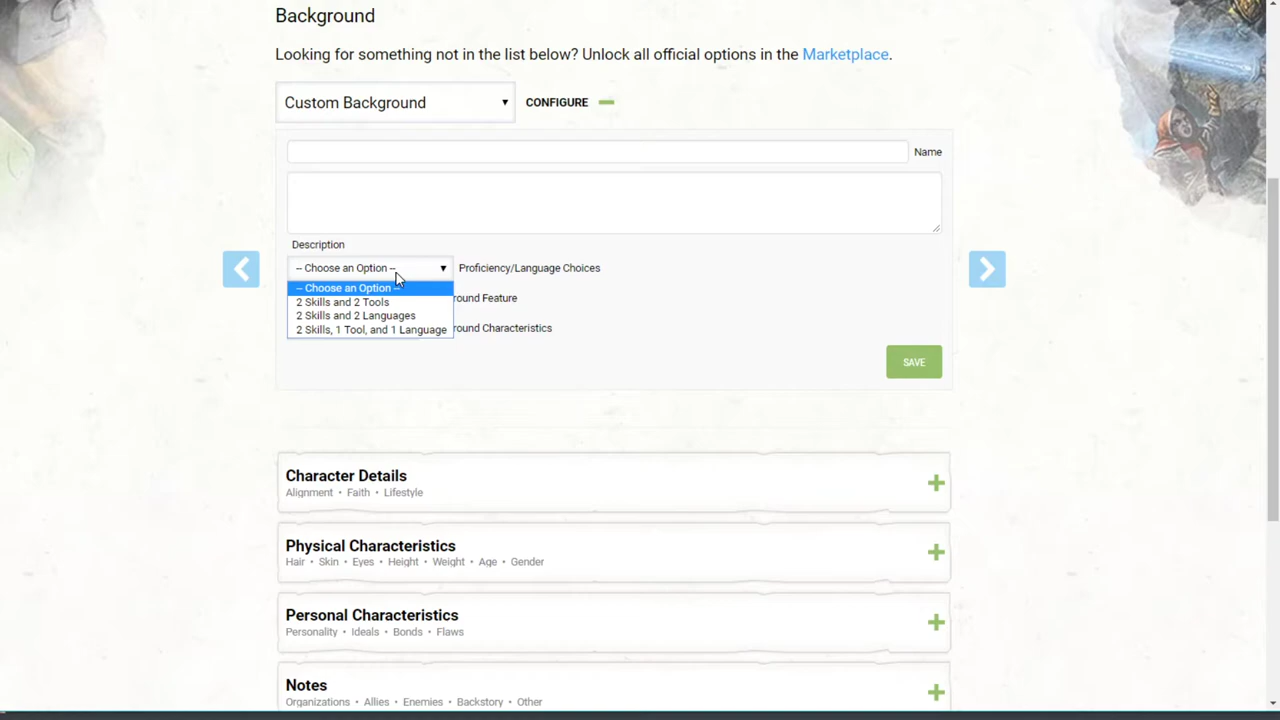 Background
Looking for something not in the list below? Unlock all official options in the Marketplace.
Custom Background
CONFIGURE
Name
Description
-- Choose an Option --
Proficiency/Language Choices
-- Choose an Option --
2 Skills and 2 Tools
round Feature
2 Skills and 2 Languages
2 Skills, 1 Tool, and 1 Language
round Characteristics
SAVE
Character Details
Alignment • Faith • Lifestyle
Physical Characteristics
Hair • Skin • Eyes • Height • Weight • Age • Gender
Personal Characteristics
Personality • Ideals • Bonds • Flaws
Notes
Organizations • Allies • Enemies • Backstory • Other